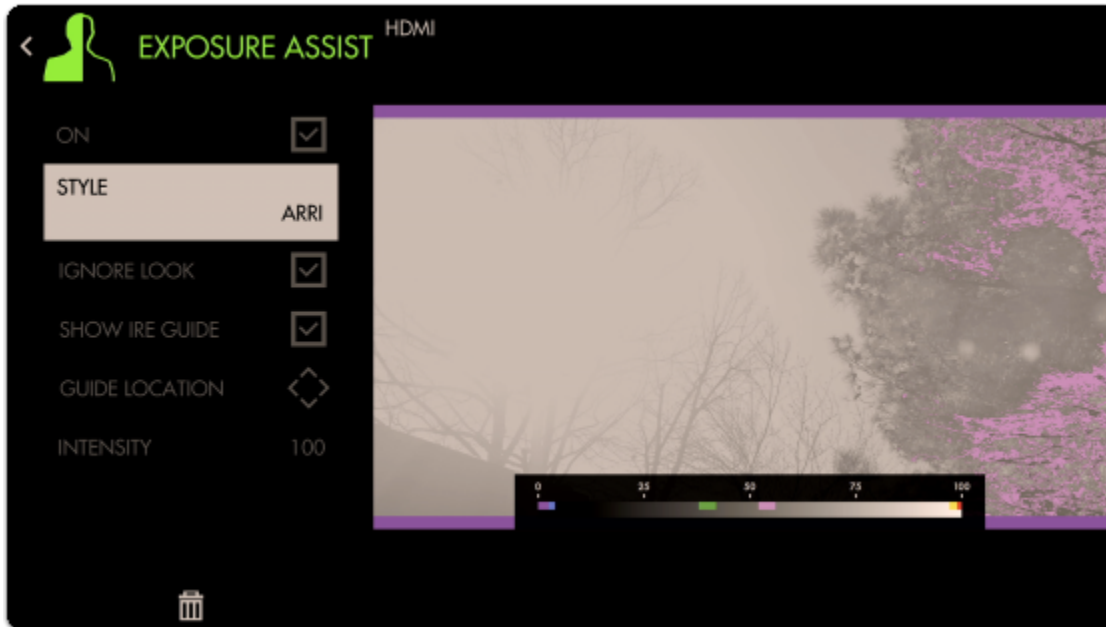 EXPOSURE ASSIST
HDMI
ON
STYLE
ARRI
IGNORE LOOK
SHOW IRE GUIDE
GUIDE LOCATION
INTENSITY 100
0 25 50 75 100